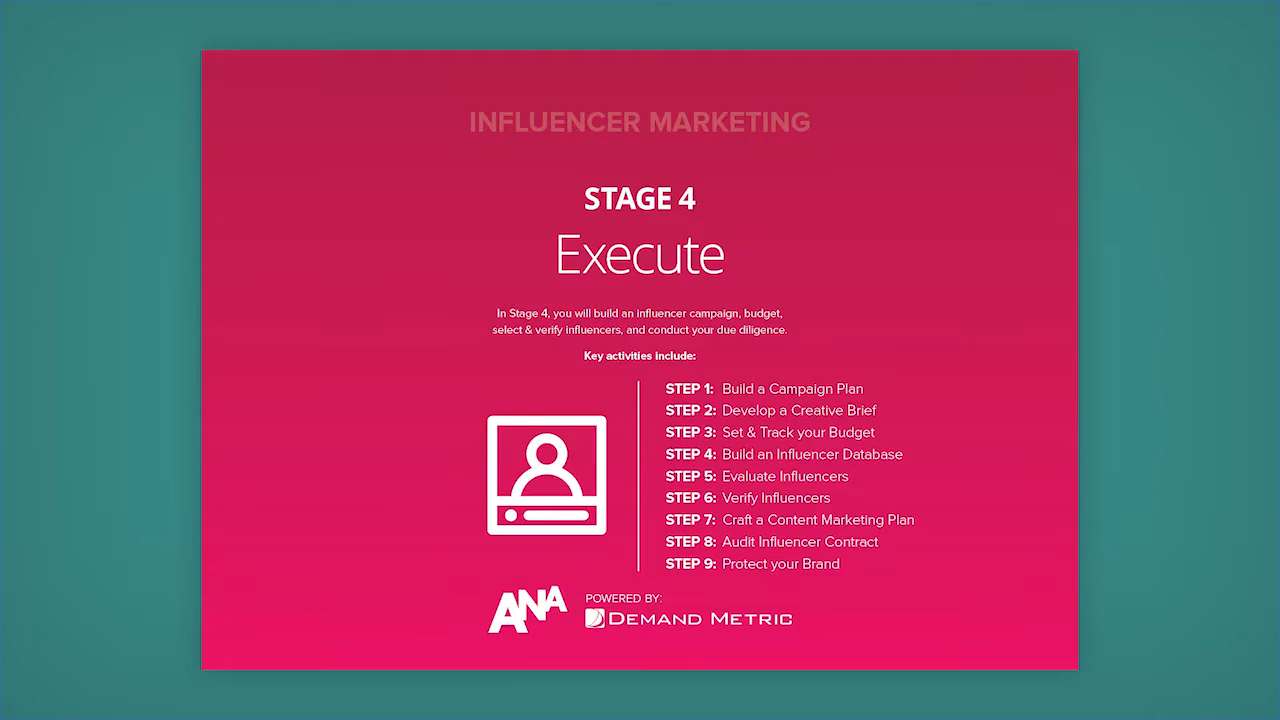 INFLUENCER MARKETING
STAGE 4
Execute
In Stage 4, you will build an influencer campaign, budget,
select & verify influencers, and conduct your due diligence.
Key activities include:
STEP 1: Build a Campaign Plan
STEP 2: Develop a Creative Brief
STEP 3: Set & Track your Budget
STEP 4: Build an Influencer Database
STEP 5: Evaluate Influencers
STEP 6: Verify Influencers
STEP 7: Craft a Content Marketing Plan
STEP 8: Audit Influencer Contract
STEP 9: Protect your Brand
ANA
POWERED BY:
DEMAND METRIC